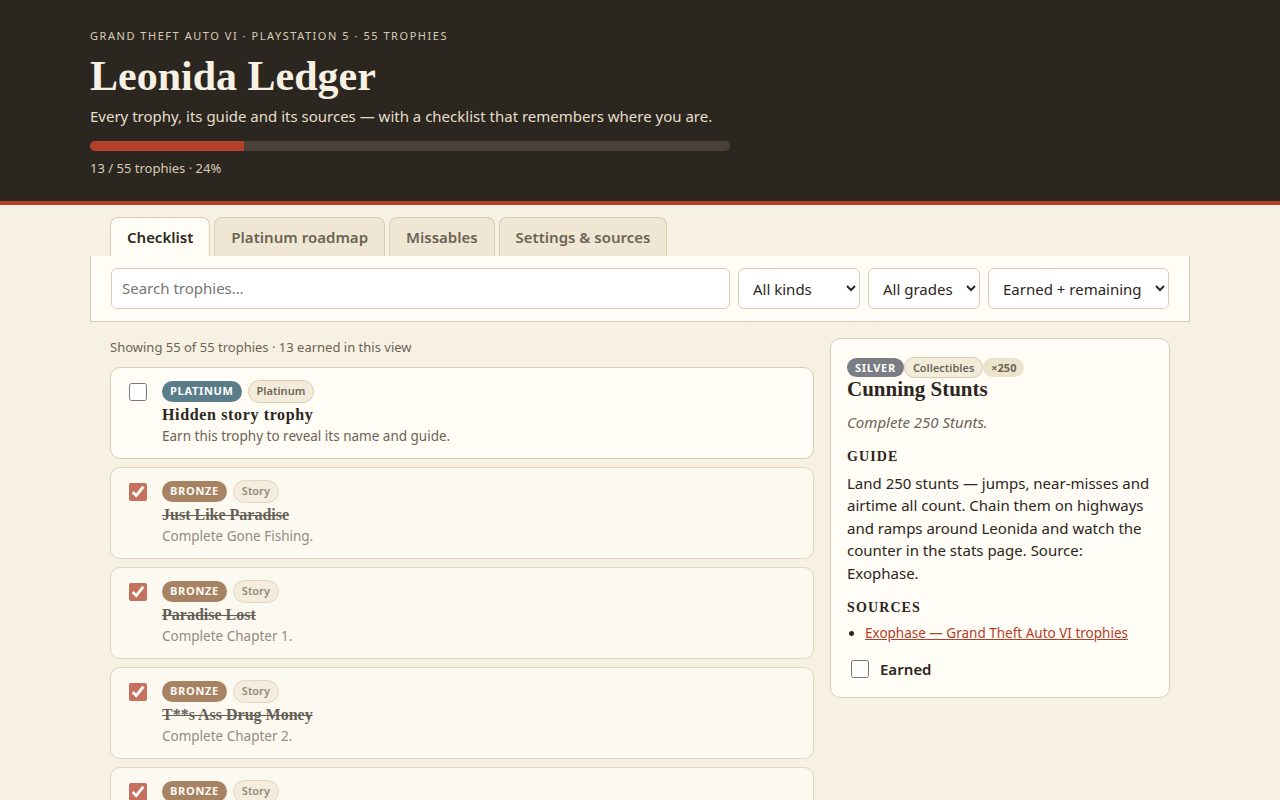 GRAND THEFT AUTO VI · PLAYSTATION 5 · 55 TROPHIES
Leonida Ledger
Every trophy, its guide and its sources — with a checklist that remembers where you are.
13 / 55 trophies · 24%
Checklist
Platinum roadmap
Missables
Settings & sources
Search trophies…
All kinds
All grades
Earned + remaining
Showing 55 of 55 trophies · 13 earned in this view
PLATINUM Platinum
Hidden story trophy
Earn this trophy to reveal its name and guide.
BRONZE Story
Just Like Paradise
Complete Gone Fishing.
BRONZE Story
Paradise Lost
Complete Chapter 1.
BRONZE Story
T**s Ass Drug Money
Complete Chapter 2.
BRONZE Story
SILVER Collectibles ×250
Cunning Stunts
Complete 250 Stunts.
GUIDE
Land 250 stunts — jumps, near-misses and
airtime all count. Chain them on highways
and ramps around Leonida and watch the
counter in the stats page. Source:
Exophase.
SOURCES
Exophase — Grand Theft Auto VI trophies
Earned